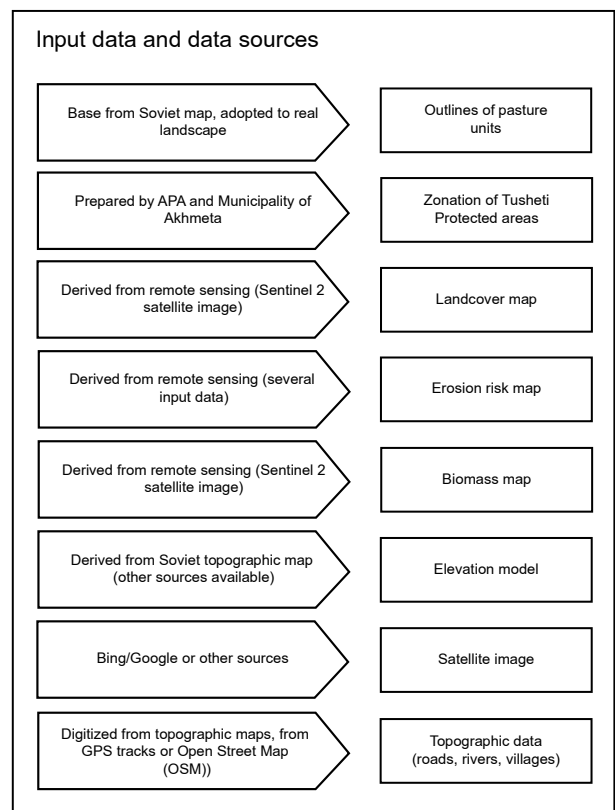 Input data and data sources
Base from Soviet map, adopted to real
landscape
Outlines of pasture
units
Prepared by APA and Municipality of
Akhmeta
Zonation of Tusheti
Protected areas
Derived from remote sensing (Sentinel 2
satellite image)
Landcover map
Derived from remote sensing (several
input data)
Erosion risk map
Derived from remote sensing (Sentinel 2
satellite image)
Biomass map
Derived from Soviet topographic map
(other sources available)
Elevation model
Bing/Google or other sources
Satellite image
Digitized from topographic maps, from
GPS tracks or Open Street Map
(OSM))
Topographic data
(roads, rivers, villages)